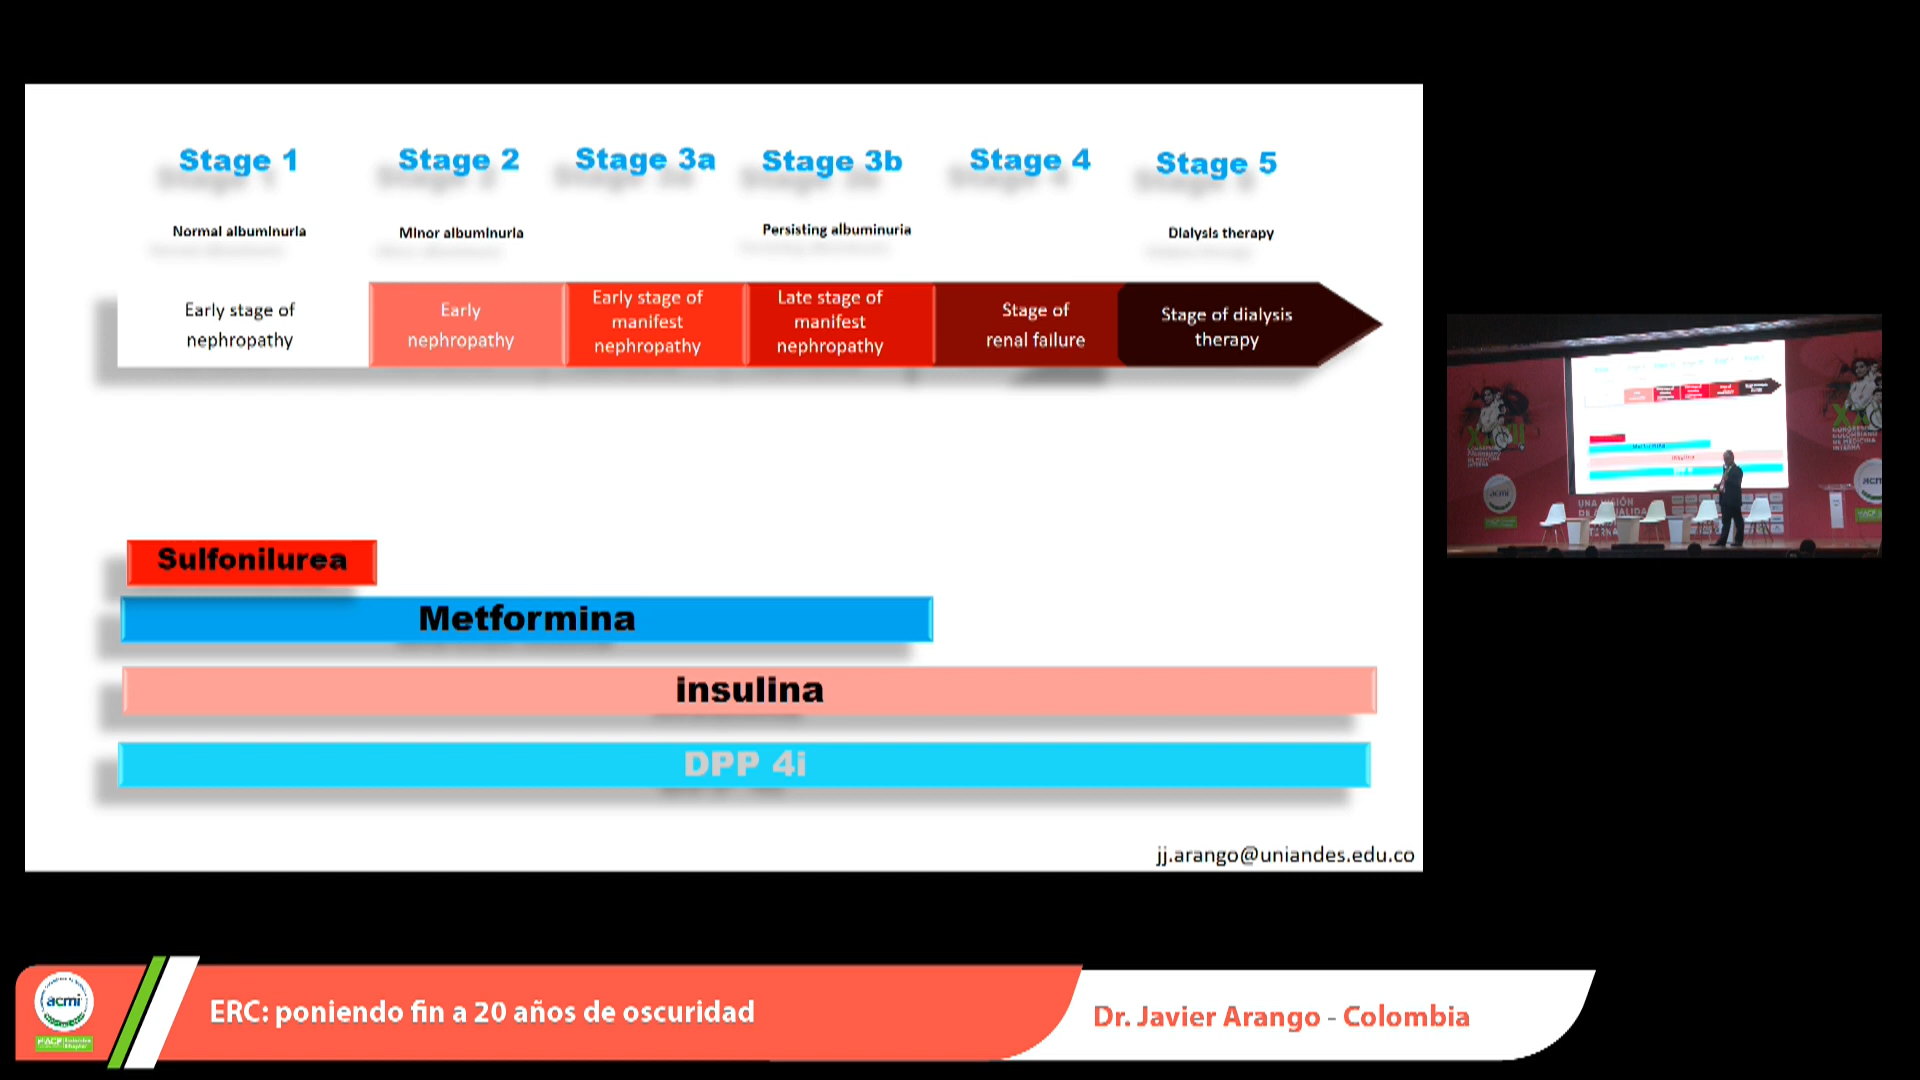 Stage 1
Stage 2
Stage 3a
Stage 3b
Stage 4
Stage 5
Normal albuminuria
Minor albuminuria
Persisting albuminuria
Dialysis therapy
Early stage of
nephropathy
Early
nephropathy
Early stage of
manifest
nephropathy
Late stage of
manifest
nephropathy
Stage of
renal failure
Stage of dialysis
therapy
Sulfonilurea
Metformina
insulina
DPP 4i
jj.arango@uniandes.edu.co
acmi
ERC: poniendo fin a 20 años de oscuridad
Dr. Javier Arango - Colombia